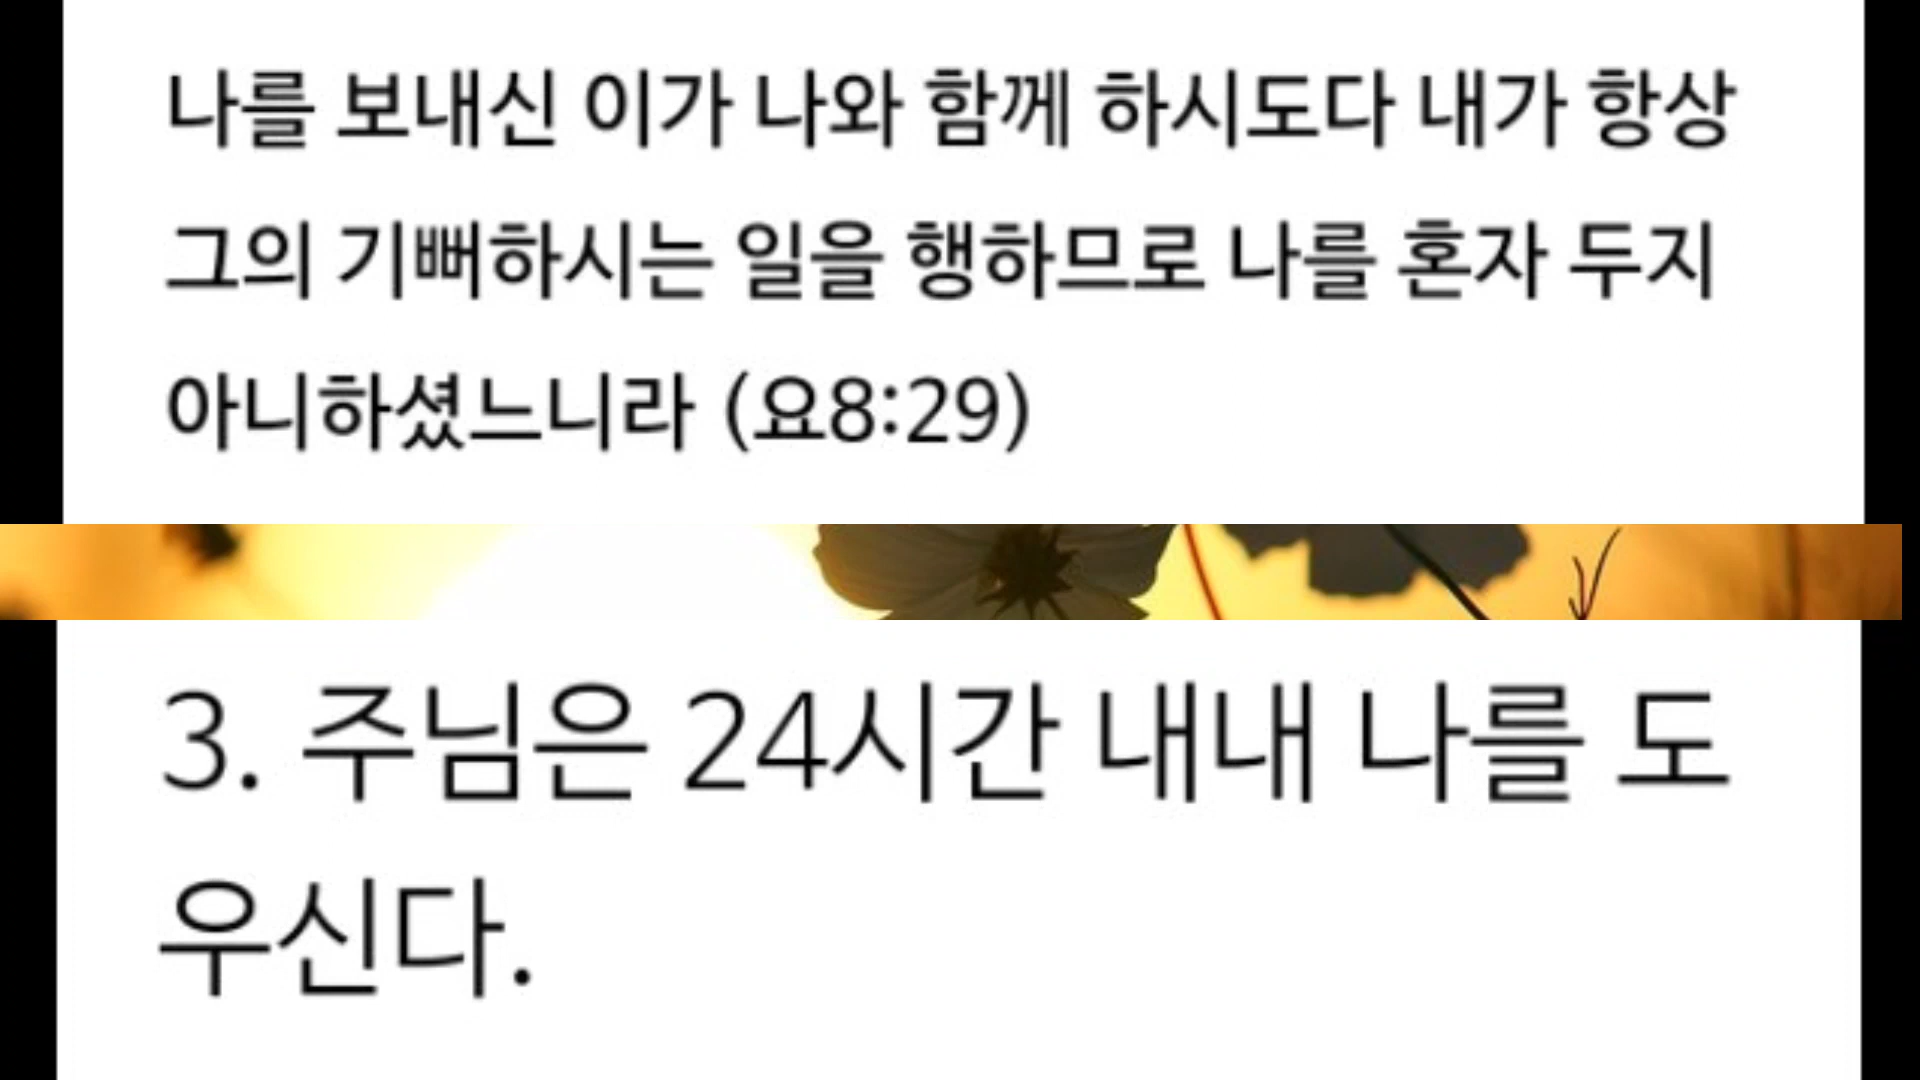 나를 보내신 이가 나와 함께 하시도다 내가 항상
그의 기뻐하시는 일을 행하므로 나를 혼자 두지
아니하셨느니라 (요8:29)
3. 주님은 24시간 내내 나를 도
우신다.